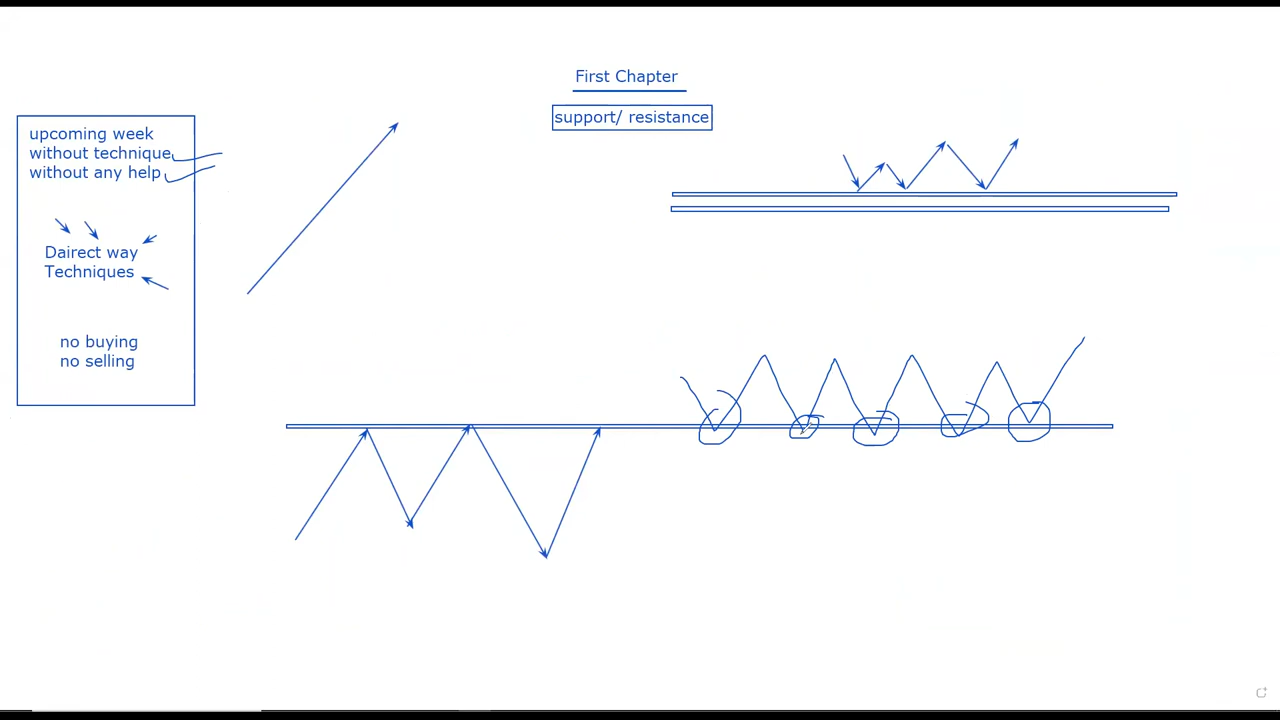 First Chapter
support/ resistance
upcoming week
without technique
without any help
Dairect way
Techniques
no buying
no selling